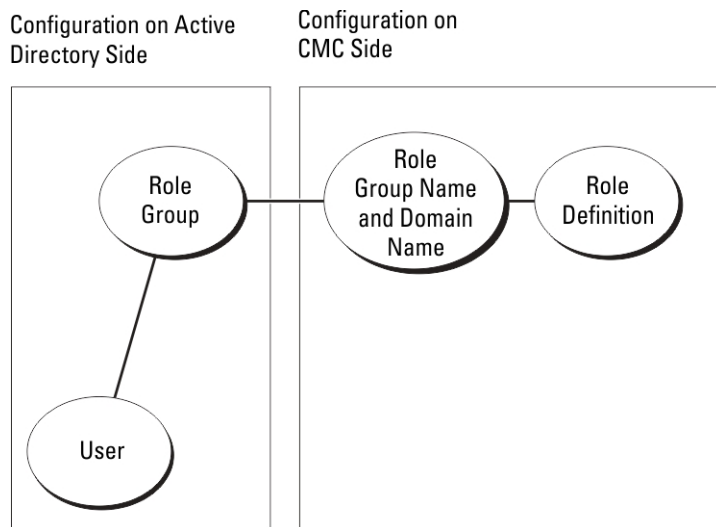 Configuration on Active
Directory Side
Configuration on
CMC Side
Role
Group
Role
Group Name
and Domain
Name
Role
Definition
User